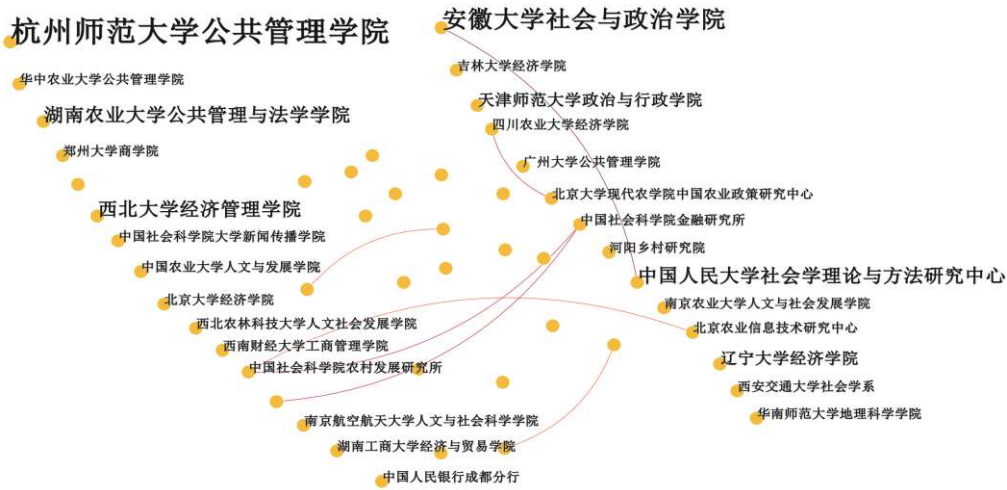 杭州师范大学公共管理学院
华中农业大学公共管理学院
湖南农业大学公共管理与法学学院
郑州大学商学院
西北大学经济管理学院
中国社会科学院大学新闻传播学院
中国农业大学人文与发展学院
北京大学经济学院
西北农林科技大学人文社会发展学院
西南财经大学工商管理学院
中国社会科学院农村发展研究所
南京航空航天大学人文与社会科学学院
湖南工商大学经济与贸易学院
中国人民银行成都分行
安徽大学社会与政治学院
吉林大学经济学院
天津师范大学政治与行政学院
四川农业大学经济学院
广州大学公共管理学院
北京大学现代农学院中国农业政策研究中心
中国社会科学院金融研究所
河阳乡村研究院
中国人民大学社会学理论与方法研究中心
南京农业大学人文与社会发展学院
北京农业信息技术研究中心
辽宁大学经济学院
西安交通大学社会学系
华南师范大学地理科学学院